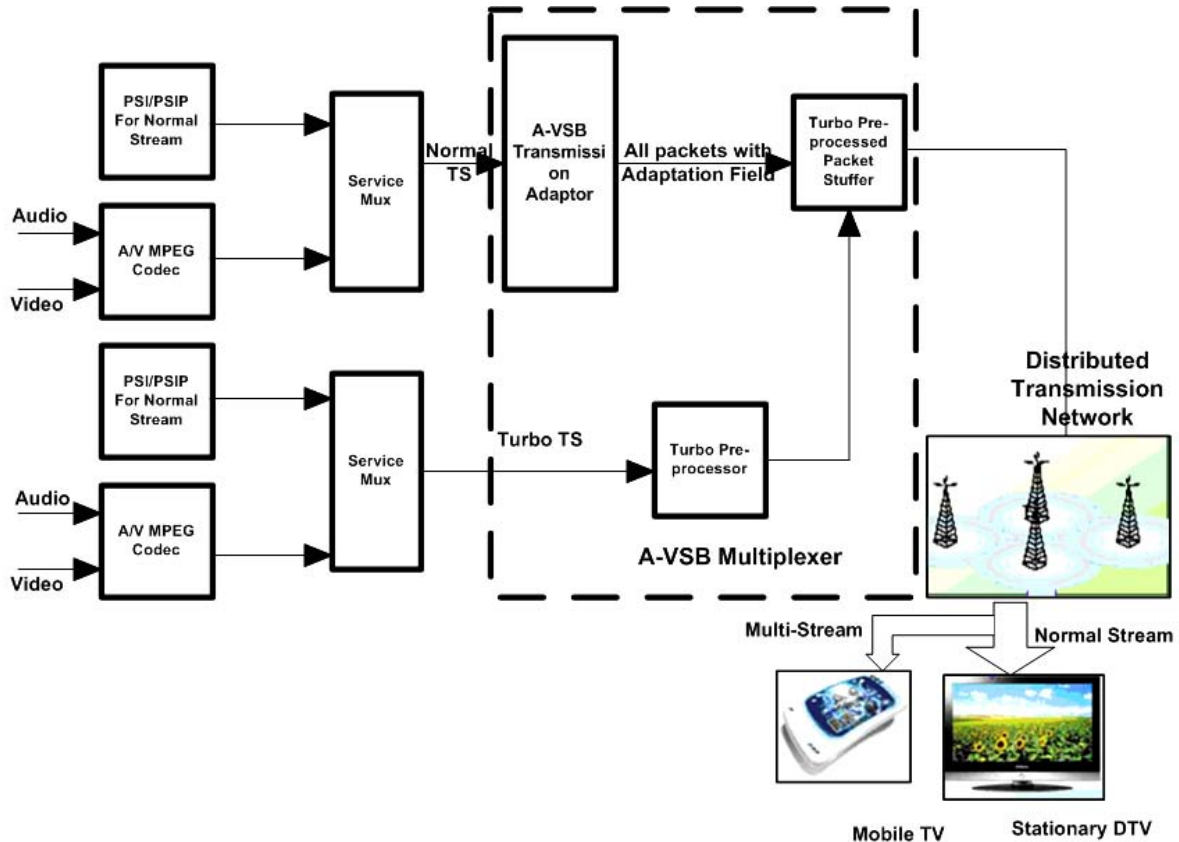 PSI/PSIP
For Normal
Stream
Audio
A/V MPEG
Codec
Video
Service
Mux
Normal
TS
A-VSB
Transmissi
on
Adaptor
All packets with
Adaptation Field
Turbo Pre-
processed
Packet
Stuffer
PSI/PSIP
For Normal
Stream
Audio
A/V MPEG
Codec
Video
Service
Mux
Turbo TS
Turbo Pre-
processor
A-VSB Multiplexer
Distributed
Transmission
Network
Multi-Stream
Normal Stream
Mobile TV
Stationary DTV